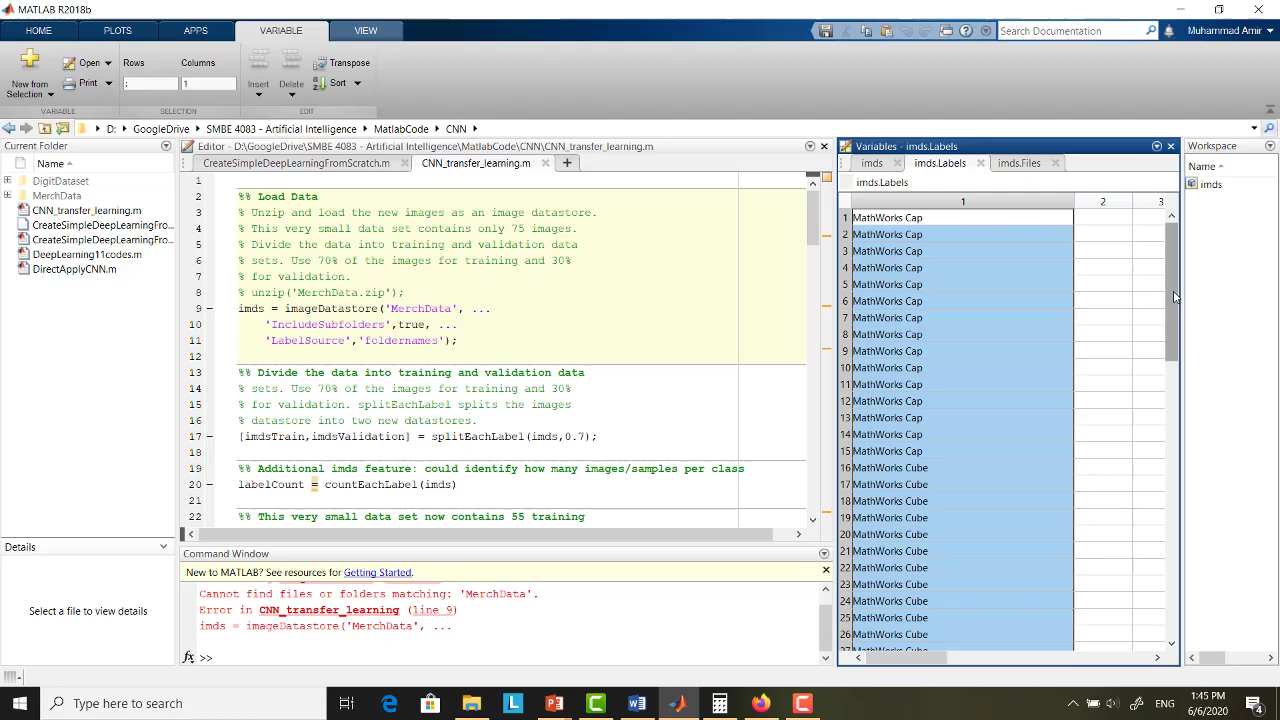 MATLAB R2018b
HOME PLOTS APPS VARIABLE VIEW
Search Documentation
Muhammad Amir
New from Selection
Open
Print
Rows Columns
: 1
Insert Delete
Transpose
Sort
VARIABLE SELECTION EDIT
D: GoogleDrive SMBE 4083 - Artificial Intelligence MatlabCode CNN
Current Folder
Name
DigitDataset
MerchData
CNN_transfer_learning.m
CreateSimpleDeepLearningFro...
CreateSimpleDeepLearningFro...
DeepLearning11codes.m
DirectApplyCNN.m
Details
Select a file to view details
Editor - D:\GoogleDrive\SMBE 4083 - Artificial Intelligence\MatlabCode\CNN\CNN_transfer_learning.m
CreateSimpleDeepLearningFromScratch.m CNN_transfer_learning.m
1
2 %% Load Data
3 % Unzip and load the new images as an image datastore.
4 % This very small data set contains only 75 images.
5 % Divide the data into training and validation data
6 % sets. Use 70% of the images for training and 30%
7 % for validation.
8 % unzip('MerchData.zip');
9 imds = imageDatastore('MerchData', ...
10 'IncludeSubfolders',true, ...
11 'LabelSource','foldernames');
12
13 %% Divide the data into training and validation data
14 % sets. Use 70% of the images for training and 30%
15 % for validation. splitEachLabel splits the images
16 % datastore into two new datastores.
17 [imdsTrain,imdsValidation] = splitEachLabel(imds,0.7);
18
19 %% Additional imds feature: could identify how many images/samples per class
20 labelCount = countEachLabel(imds)
21
22 %% This very small data set now contains 55 training
Command Window
New to MATLAB? See resources for Getting Started.
Cannot find files or folders matching: 'MerchData'.
Error in CNN_transfer_learning (line 9)
imds = imageDatastore('MerchData', ...
fx >>
Variables - imds.Labels
imds imds.Labels imds.Files
imds.Labels
1 2 3
1 MathWorks Cap
2 MathWorks Cap
3 MathWorks Cap
4 MathWorks Cap
5 MathWorks Cap
6 MathWorks Cap
7 MathWorks Cap
8 MathWorks Cap
9 MathWorks Cap
10 MathWorks Cap
11 MathWorks Cap
12 MathWorks Cap
13 MathWorks Cap
14 MathWorks Cap
15 MathWorks Cap
16 MathWorks Cube
17 MathWorks Cube
18 MathWorks Cube
19 MathWorks Cube
20 MathWorks Cube
21 MathWorks Cube
22 MathWorks Cube
23 MathWorks Cube
24 MathWorks Cube
25 MathWorks Cube
26 MathWorks Cube
27 MathWorks Cube
Workspace
Name
imds
Type here to search
ENG
1:45 PM
6/6/2020
4